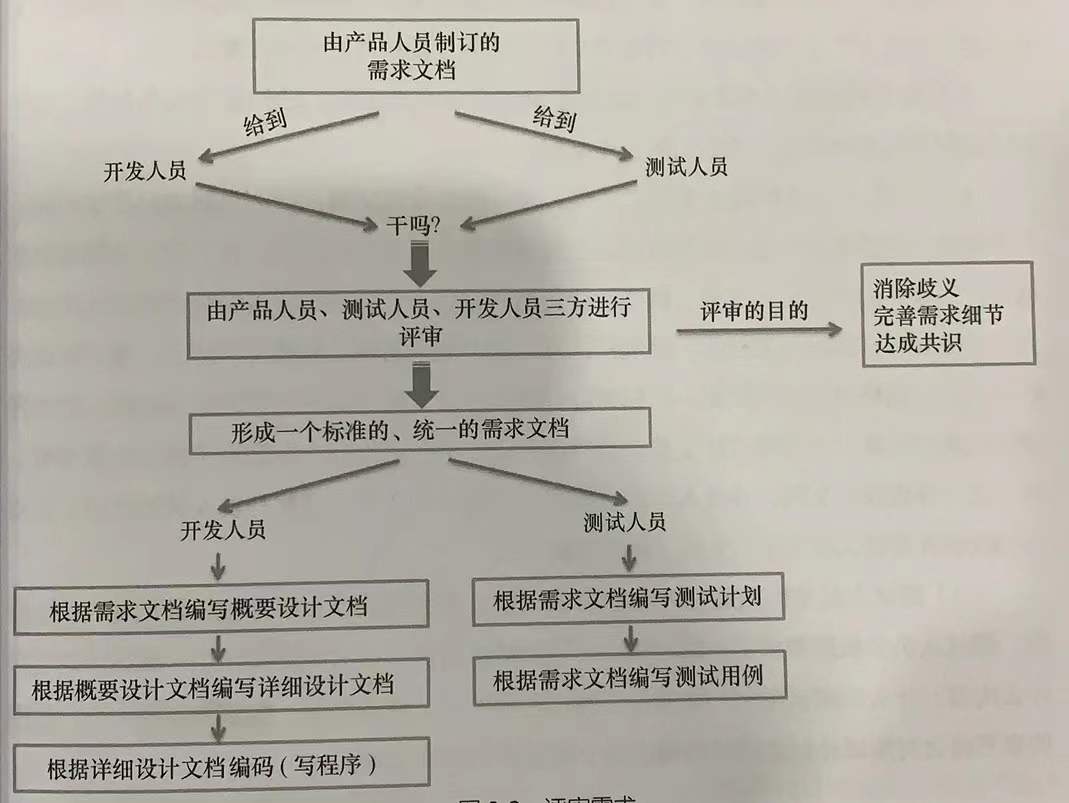 由产品人员制订的
需求文档
给到
给到
开发人员
测试人员
干吗？
由产品人员、测试人员、开发人员三方进行
评审
评审的目的
消除歧义
完善需求细节
达成共识
形成一个标准的、统一的需求文档
开发人员
测试人员
根据需求文档编写概要设计文档
根据需求文档编写测试计划
根据概要设计文档编写详细设计文档
根据需求文档编写测试用例
根据详细设计文档编码（写程序）